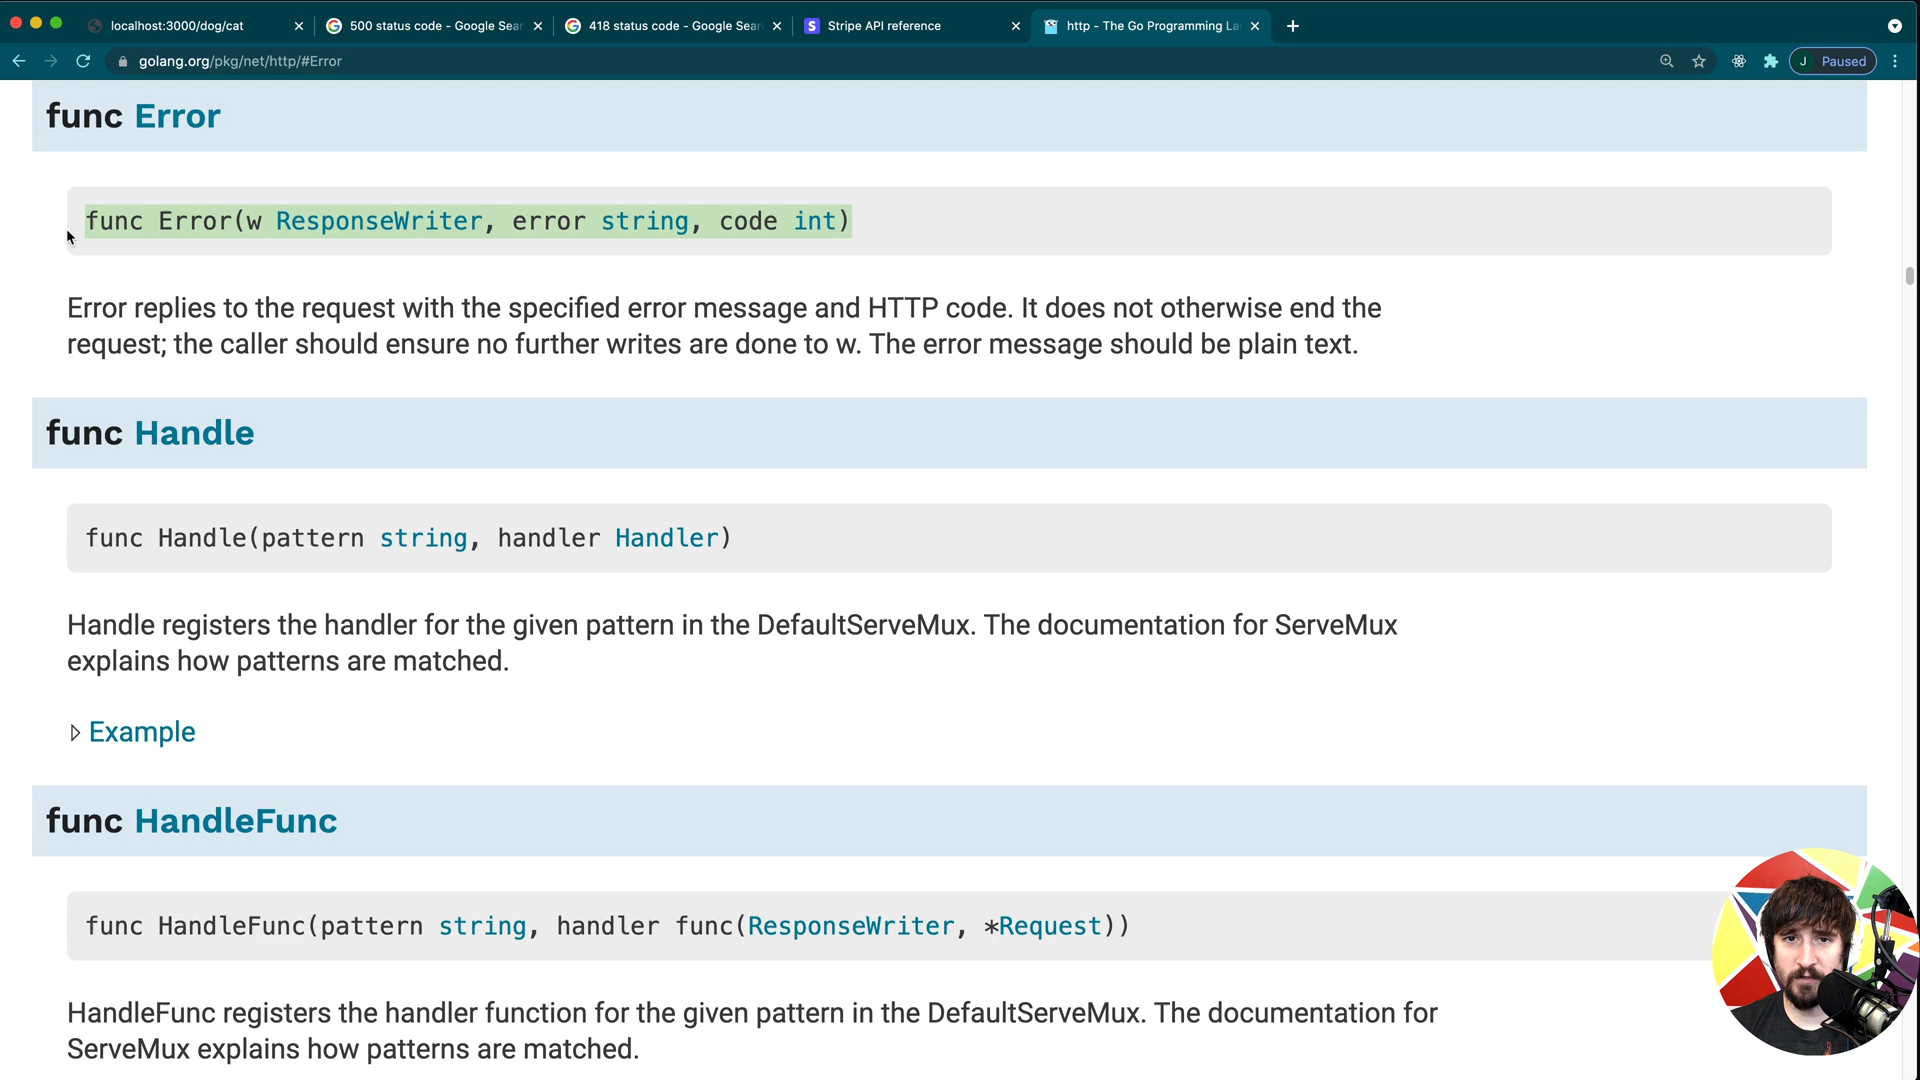 localhost:3000/dog/cat
500 status code - Google Sear
418 status code - Google Sear
Stripe API reference
http - The Go Programming La
golang.org/pkg/net/http/#Error
J Paused
func Error
func Error(w ResponseWriter, error string, code int)
Error replies to the request with the specified error message and HTTP code. It does not otherwise end the
request; the caller should ensure no further writes are done to w. The error message should be plain text.
func Handle
func Handle(pattern string, handler Handler)
Handle registers the handler for the given pattern in the DefaultServeMux. The documentation for ServeMux
explains how patterns are matched.
Example
func HandleFunc
func HandleFunc(pattern string, handler func(ResponseWriter, *Request))
HandleFunc registers the handler function for the given pattern in the DefaultServeMux. The documentation for
ServeMux explains how patterns are matched.